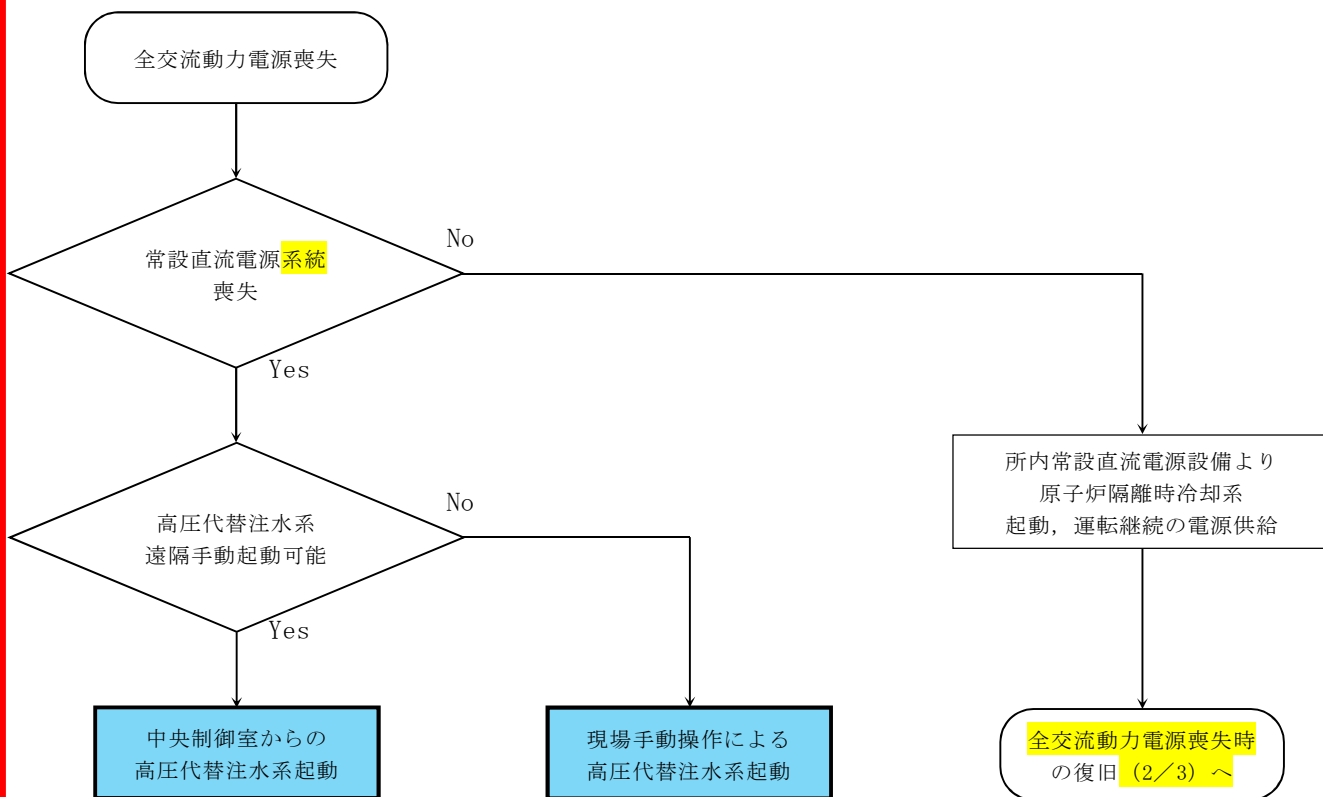 全交流動力電源喪失
No
常設直流電源系統
喪失
Yes
所内常設直流電源設備より
原子炉隔離時冷却系
起動，運転継続の電源供給
No
高圧代替注水系
遠隔手動起動可能
Yes
中央制御室からの
高圧代替注水系起動
現場手動操作による
高圧代替注水系起動
全交流動力電源喪失時
の復旧（2／3）へ